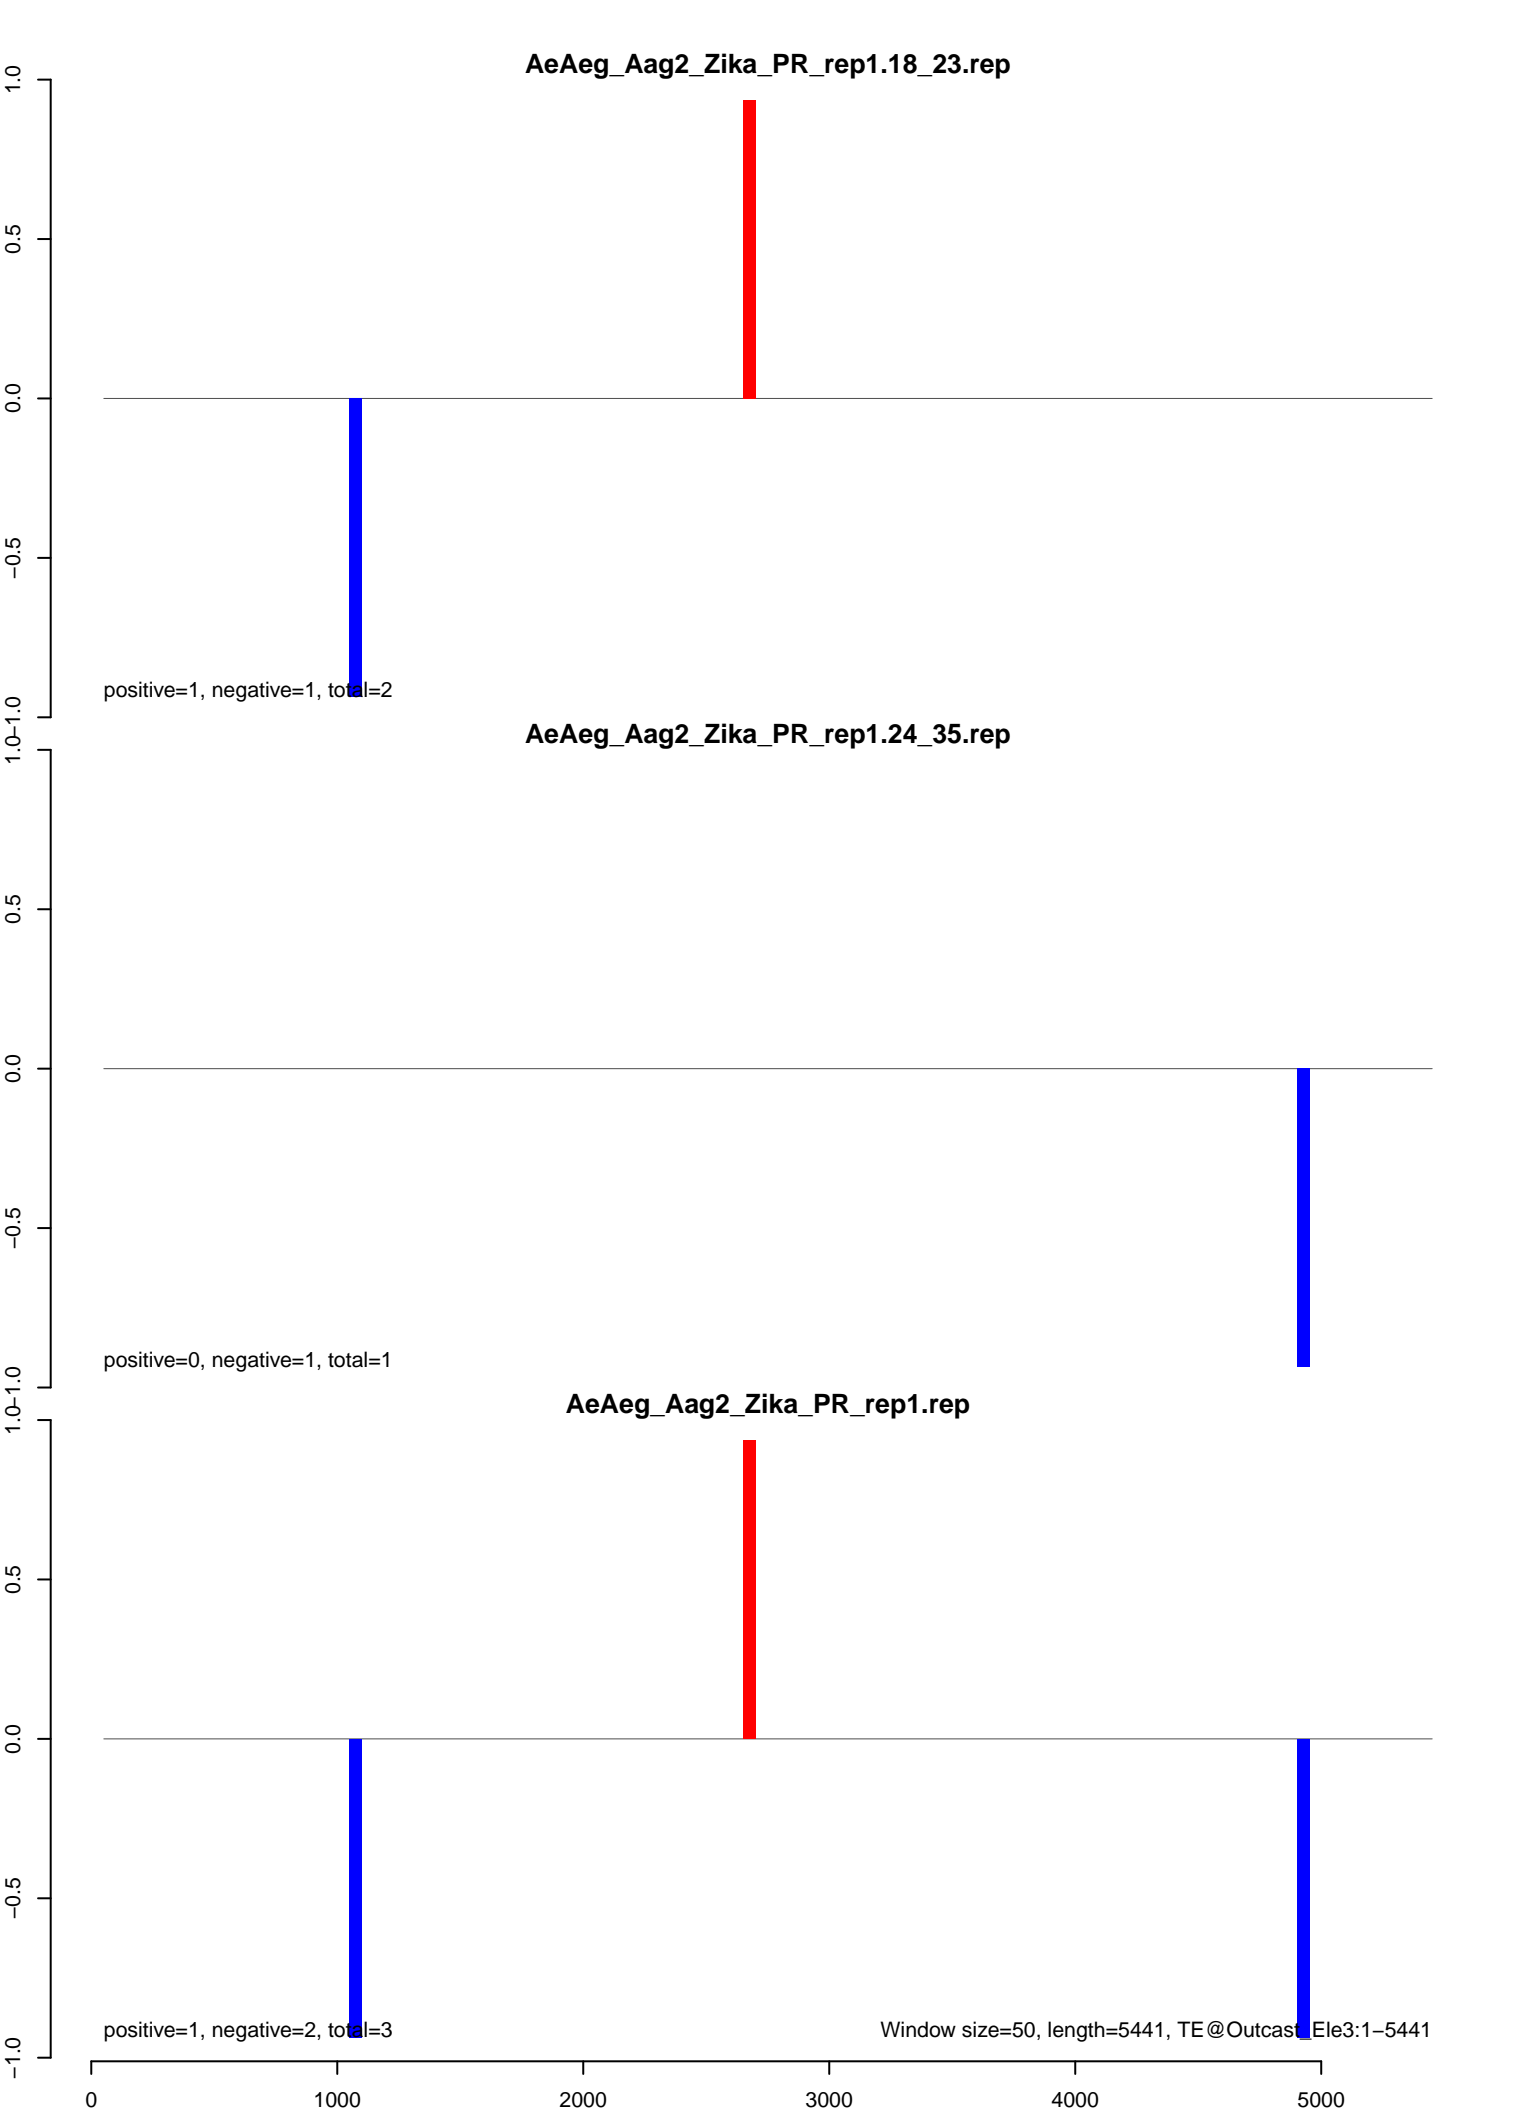 AeAeg_Aag2_Zika_PR_rep1.18_23.rep
1.0
0.5
0.0
−0.5
−1.0
positive=1, negative=1, total=2
AeAeg_Aag2_Zika_PR_rep1.24_35.rep
1.0
0.5
0.0
−0.5
−1.0
positive=0, negative=1, total=1
AeAeg_Aag2_Zika_PR_rep1.rep
1.0
0.5
0.0
−0.5
−1.0
positive=1, negative=2, total=3
Window size=50, length=5441, TE@Outcast_Ele3:1−5441
0 1000 2000 3000 4000 5000